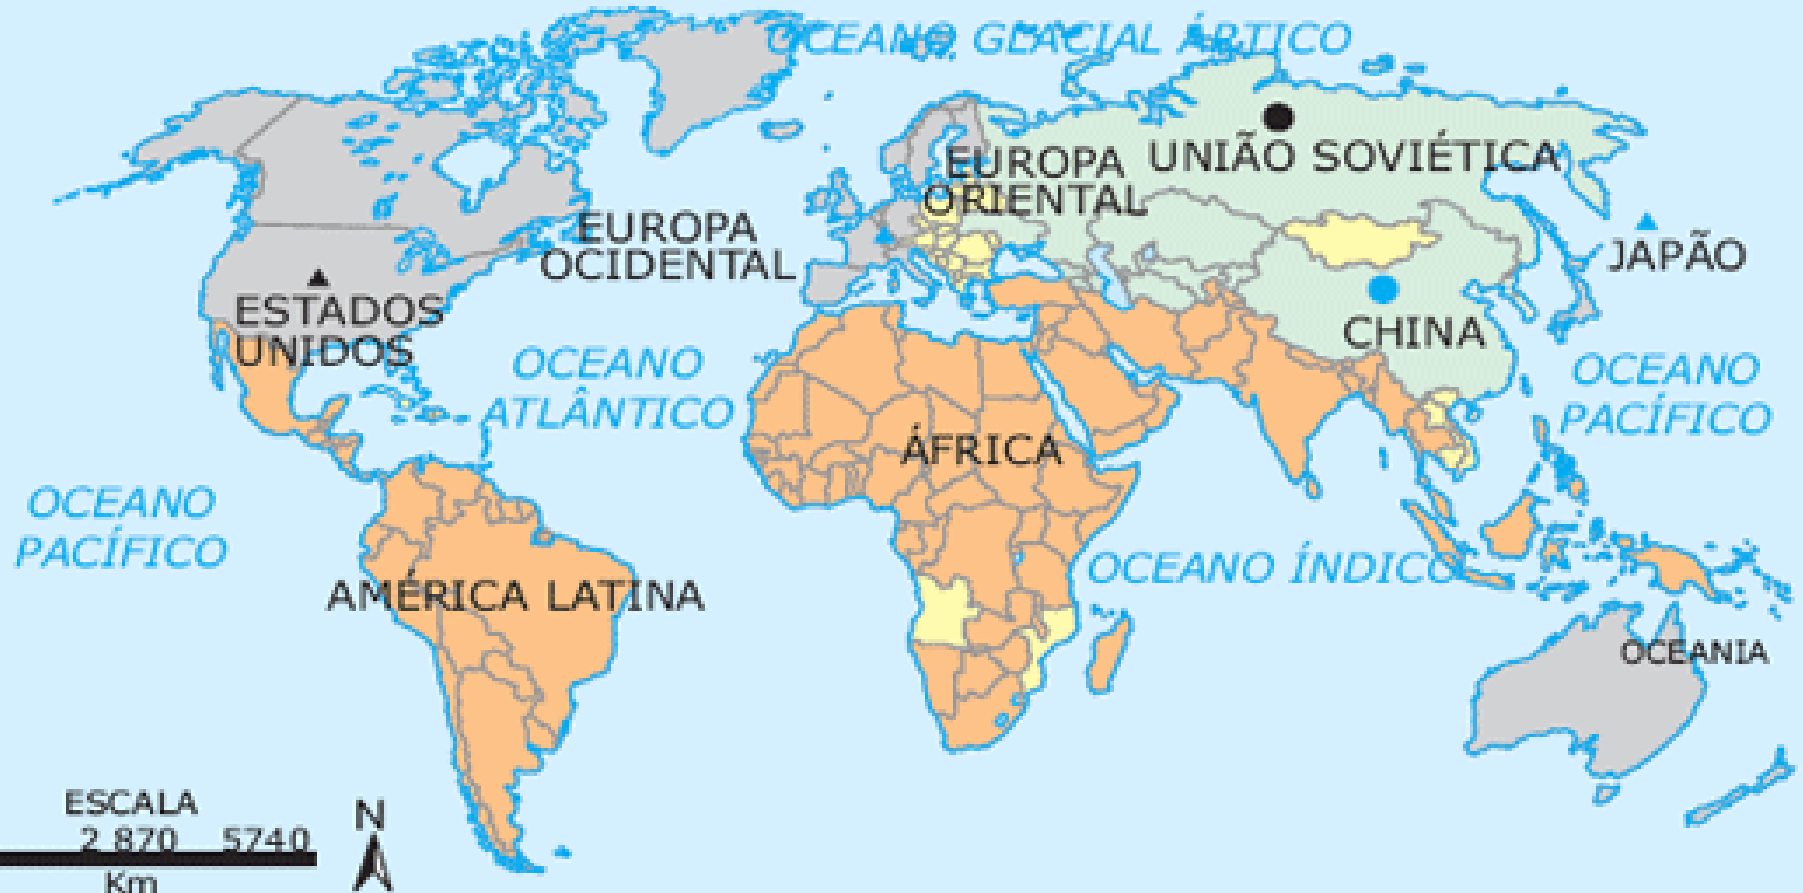 OCEANO GLACIAL ÁRTICO
EUROPA
ORIENTAL
UNIÃO SOVIÉTICA
EUROPA
OCIDENTAL
JAPÃO
ESTADOS
UNIDOS
CHINA
OCEANO
ATLÂNTICO
OCEANO
PACÍFICO
ÁFRICA
OCEANO
PACÍFICO
OCEANO ÍNDICO
AMÉRICA LATINA
OCEANIA
ESCALA
2 870 5740
Km
N